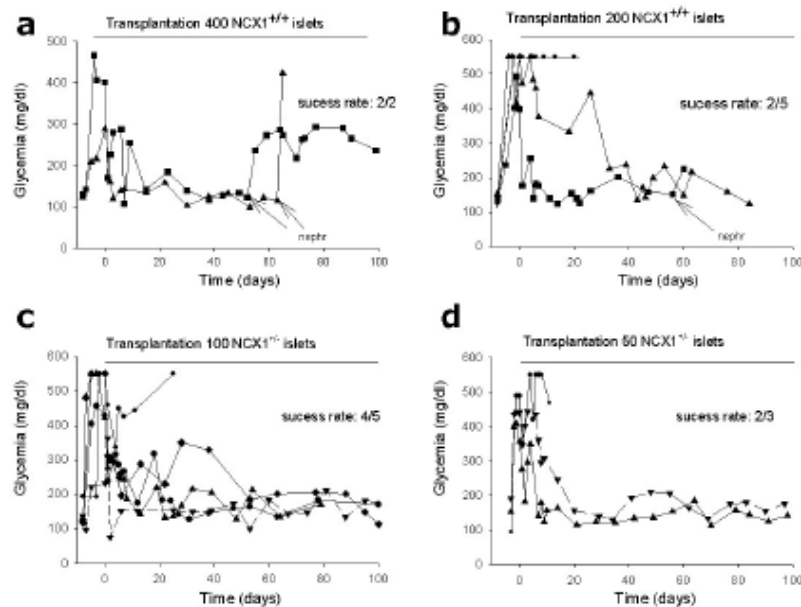 a
Transplantation 400 NCX1+/+ islets
500
400
300
200
100
0
Glycemia (mg/dl)
sucess rate: 2/2
nephr
0 20 40 60 80 100
Time (days)
b
Transplantation 200 NCX1+/+ islets
600
500
400
300
200
100
0
Glycemia (mg/dl)
sucess rate: 2/5
nephr
0 20 40 60 80 100
Time (days)
c
Transplantation 100 NCX1+/- islets
600
500
400
300
200
100
0
Glycemia (mg/dl)
sucess rate: 4/5
0 20 40 60 80 100
Time (days)
d
Transplantation 50 NCX1+/- islets
600
500
400
300
200
100
0
Glycemia (mg/dl)
sucess rate: 2/3
0 20 40 60 80 100
Time (days)